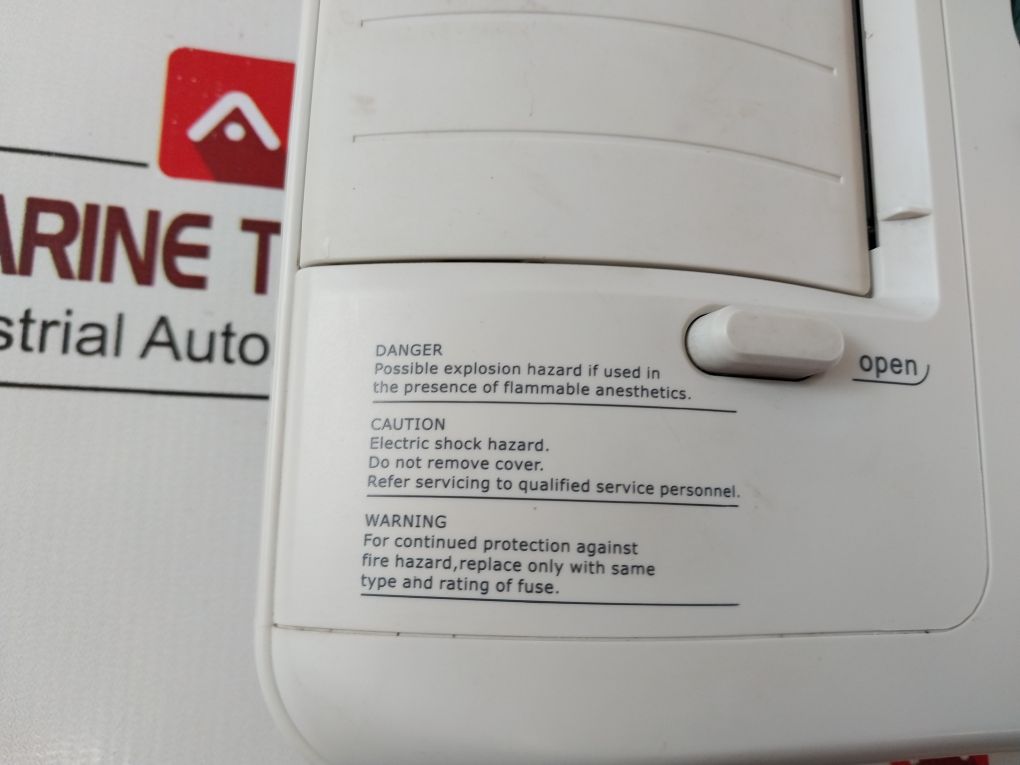 ARINE T
strial Auto
open
DANGER
Possible explosion hazard if used in
the presence of flammable anesthetics.
CAUTION
Electric shock hazard.
Do not remove cover.
Refer servicing to qualified service personnel.
WARNING
For continued protection against
fire hazard,replace only with same
type ahd rating of fuse.